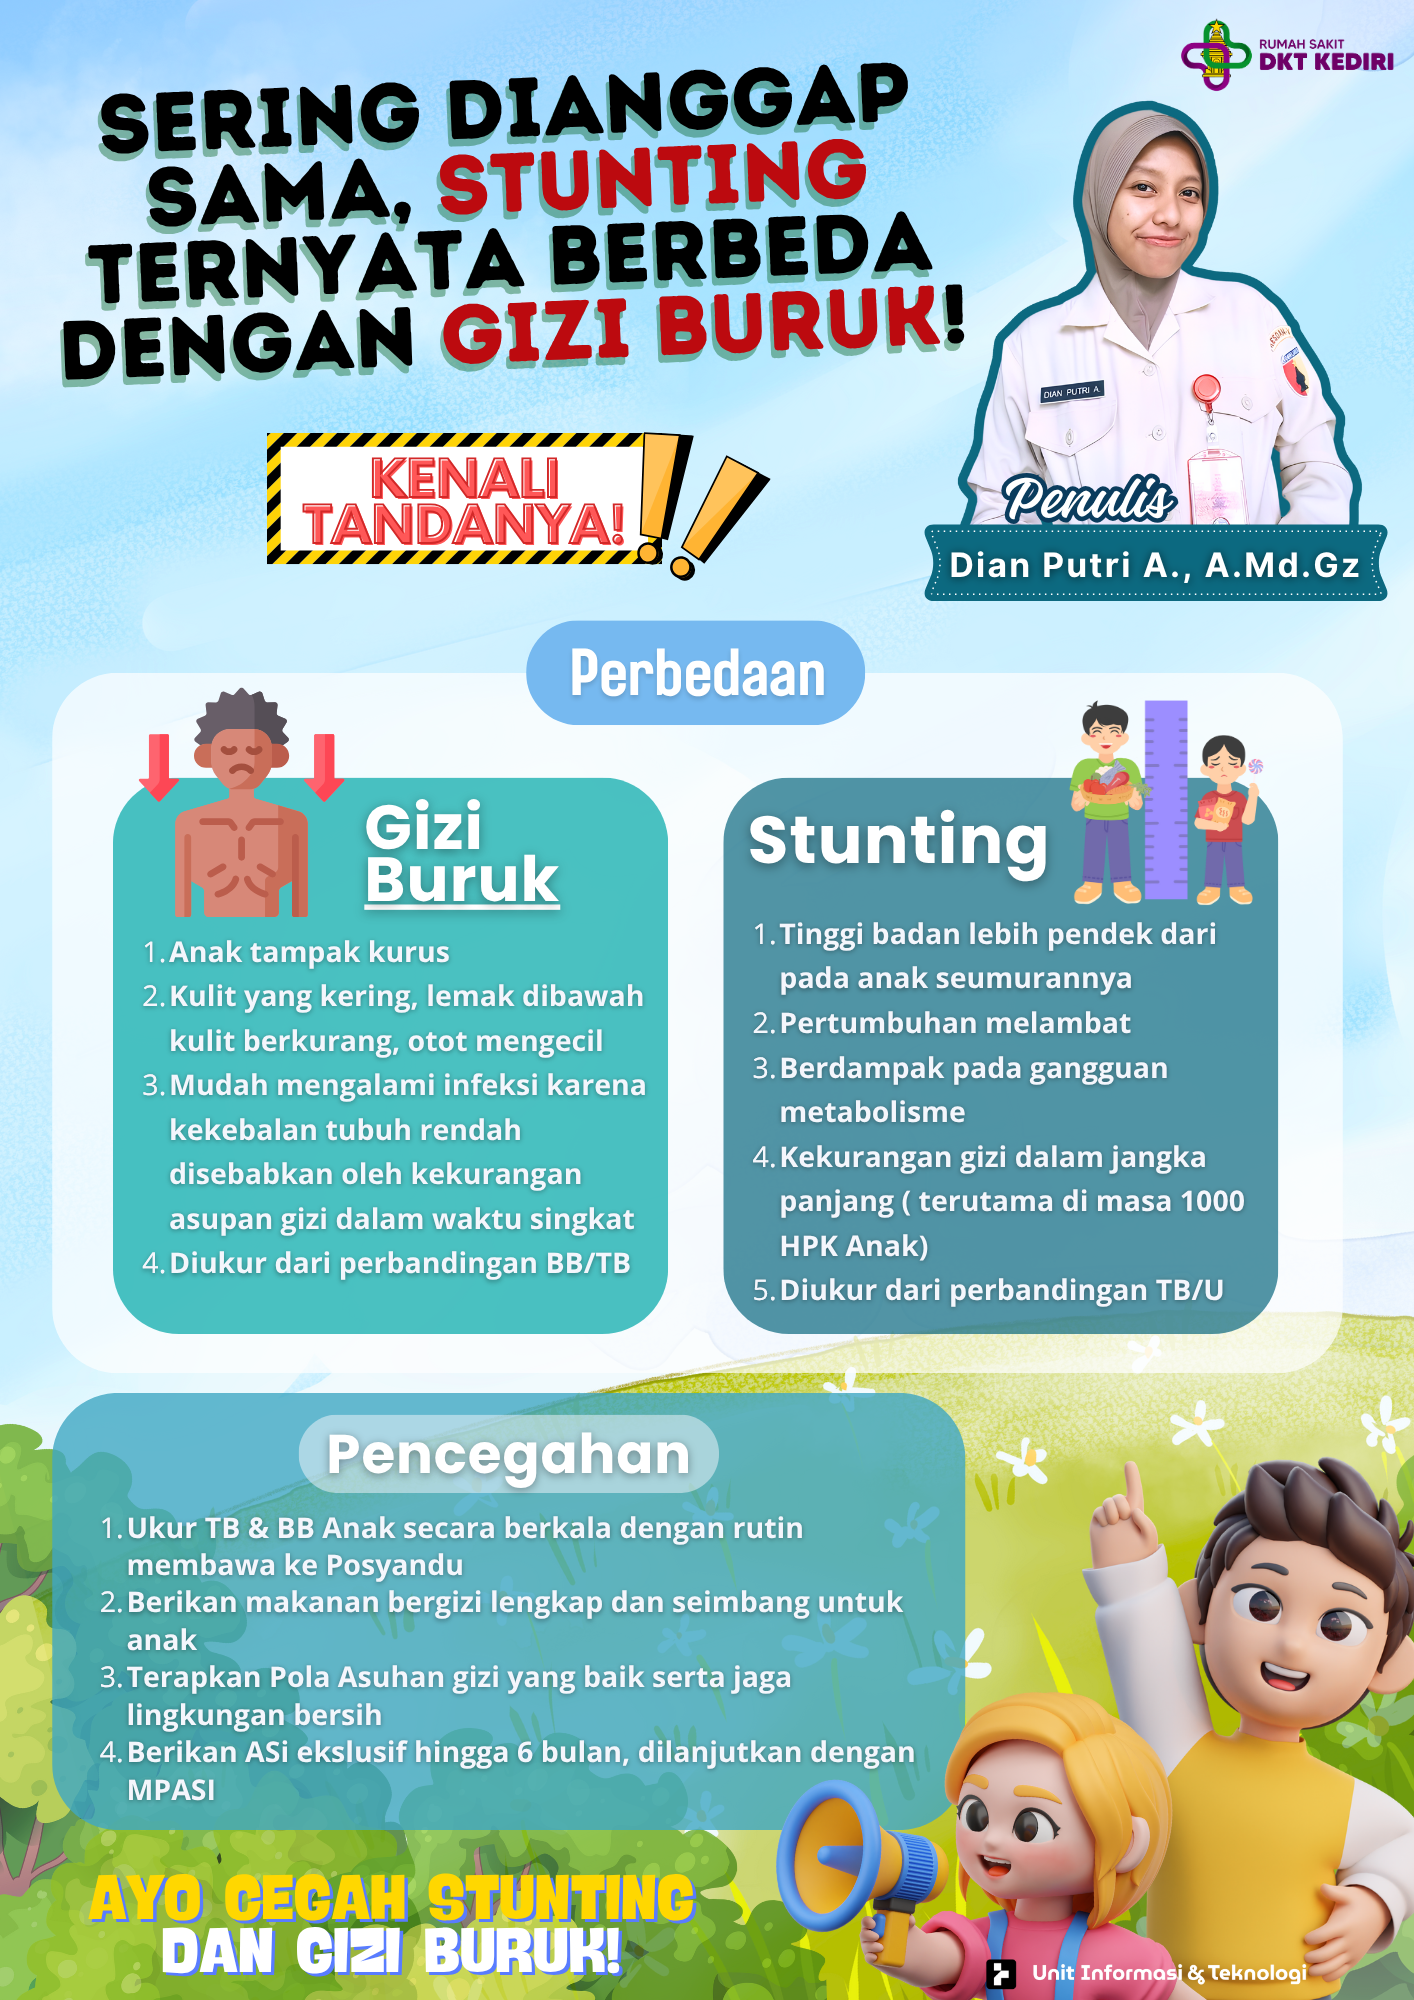 RUMAH SAKIT
DKT KEDIRI
SERING DIANGGAP
SAMA, STUNTING
TERNYATA BERBEDA
DENGAN GIZI BURUK!
KENALI
TANDANYA!
DIAN PUTRI A.
Penulis
Dian Putri A., A.Md.Gz
Perbedaan
Gizi
Buruk
1. Anak tampak kurus
2. Kulit yang kering, lemak dibawah
kulit berkurang, otot mengecil
3. Mudah mengalami infeksi karena
kekebalan tubuh rendah
disebabkan oleh kekurangan
asupan gizi dalam waktu singkat
4. Diukur dari perbandingan BB/TB
Stunting
1. Tinggi badan lebih pendek dari
pada anak seumurannya
2. Pertumbuhan melambat
3. Berdampak pada gangguan
metabolisme
4. Kekurangan gizi dalam jangka
panjang ( terutama di masa 1000
HPK Anak)
5. Diukur dari perbandingan TB/U
Pencegahan
1. Ukur TB & BB Anak secara berkala dengan rutin
membawa ke Posyandu
2. Berikan makanan bergizi lengkap dan seimbang untuk
anak
3. Terapkan Pola Asuhan gizi yang baik serta jaga
lingkungan bersih
4. Berikan ASi ekslusif hingga 6 bulan, dilanjutkan dengan
MPASI
AYO CEGAH STUNTING
DAN GIZI BURUK!
Unit Informasi & Teknologi